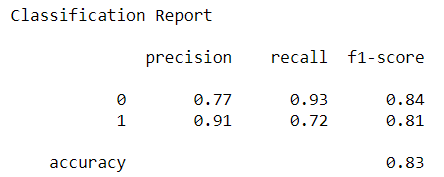 Classification Report
precision recall f1-score
0 0.77 0.93 0.84
1 0.91 0.72 0.81
accuracy 0.83